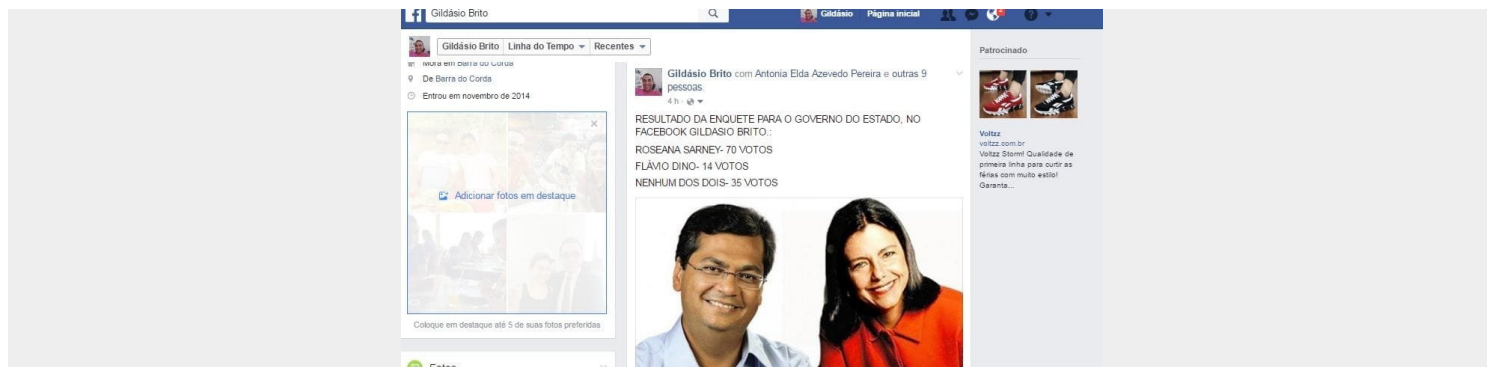 Gildásio Brito
Gildásio Página inicial
Gildásio Brito Linha do Tempo Recentes
Mora em Barra do Corda
De Barra do Corda
Entrou em novembro de 2014
Adicionar fotos em destaque
Coloque em destaque até 5 de suas fotos preferidas
Fotos
Gildásio Brito com Antonia Elda Azevedo Pereira e outras 9
pessoas.
4 h ·
RESULTADO DA ENQUETE PARA O GOVERNO DO ESTADO, NO
FACEBOOK GILDASIO BRITO.:
ROSEANA SARNEY- 70 VOTOS
FLÁVIO DINO- 14 VOTOS
NENHUM DOS DOIS- 35 VOTOS
Patrocinado
Voltzz
voltzz.com.br
Voltzz Storm! Qualidade de
primeira linha para curtir as
férias com muito estilo!
Garanta...